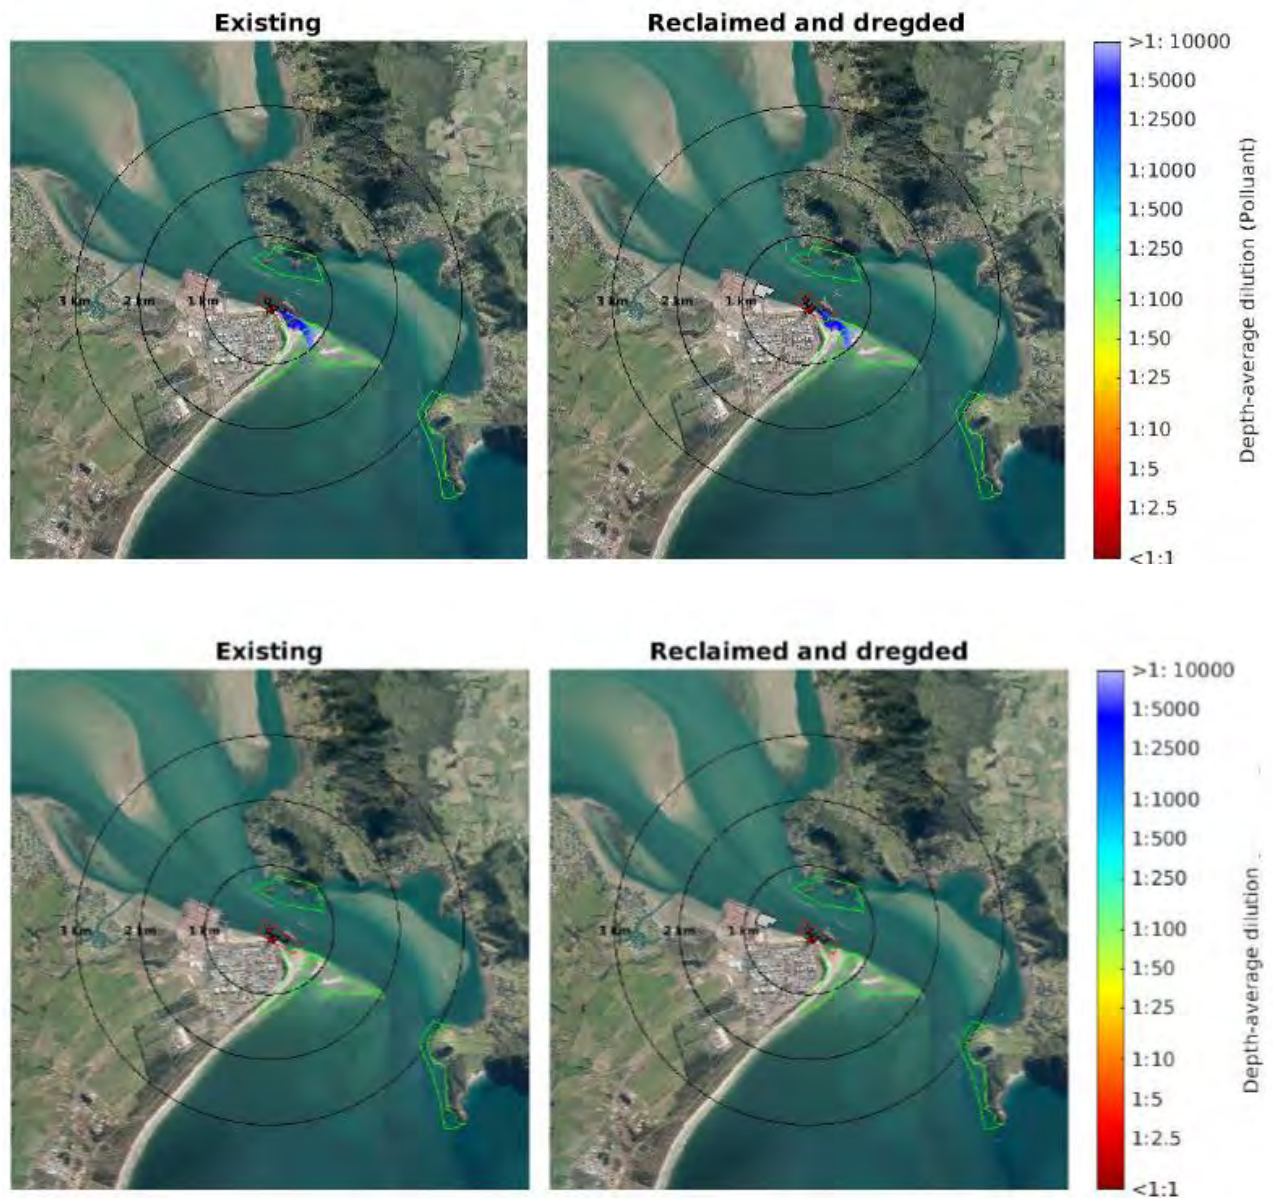 Existing
Reclaimed and dregded
>1: 10000
1:5000
1:2500
1:1000
1:500
1:250
1:100
1:50
1:25
1:10
1:5
1:2.5
<1:1
Depth-average dilution (Polluant)
3 km
2 km
1 km
3 km
2 km
1 km
Existing
Reclaimed and dregded
>1: 10000
1:5000
1:2500
1:1000
1:500
1:250
1:100
1:50
1:25
1:10
1:5
1:2.5
<1:1
Depth-average dilution
3 km
2 km
1 km
3 km
2 km
1 km